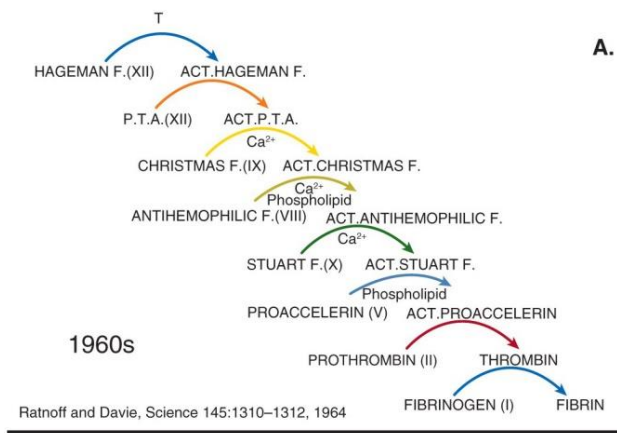 T
A.
HAGEMAN F.(XII) ACT.HAGEMAN F.
P.T.A.(XII) ACT.P.T.A.
Ca²⁺
CHRISTMAS F.(IX) ACT.CHRISTMAS F.
Ca²⁺
Phospholipid
ANTIHEMOPHILIC F.(VIII) ACT.ANTIHEMOPHILIC F.
Ca²⁺
STUART F.(X) ACT.STUART F.
Phospholipid
PROACCELERIN (V) ACT.PROACCELERIN
1960s
PROTHROMBIN (II) THROMBIN
FIBRINOGEN (I) FIBRIN
Ratnoff and Davie, Science 145:1310–1312, 1964